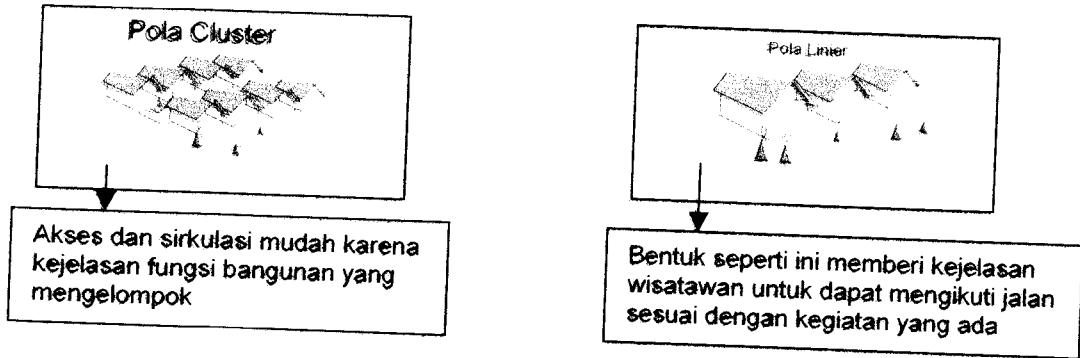 Pola Cluster
Akses dan sirkulasi mudah karena
kejelasan fungsi bangunan yang
mengelompok
Pola Linier
Bentuk seperti ini memberi kejelasan
wisatawan untuk dapat mengikuti jalan
sesuai dengan kegiatan yang ada